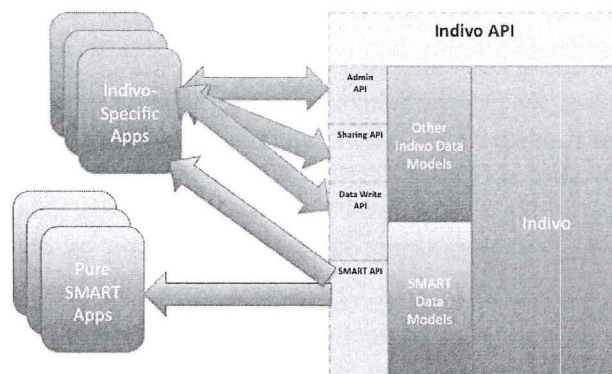 Indivo API
Indivo-
Specific
Apps
Admin
API
Sharing API
Data Write
API
SMART API
Other
Indivo Data
Models
Indivo
Pure
SMART
Apps
SMART
Data
Models